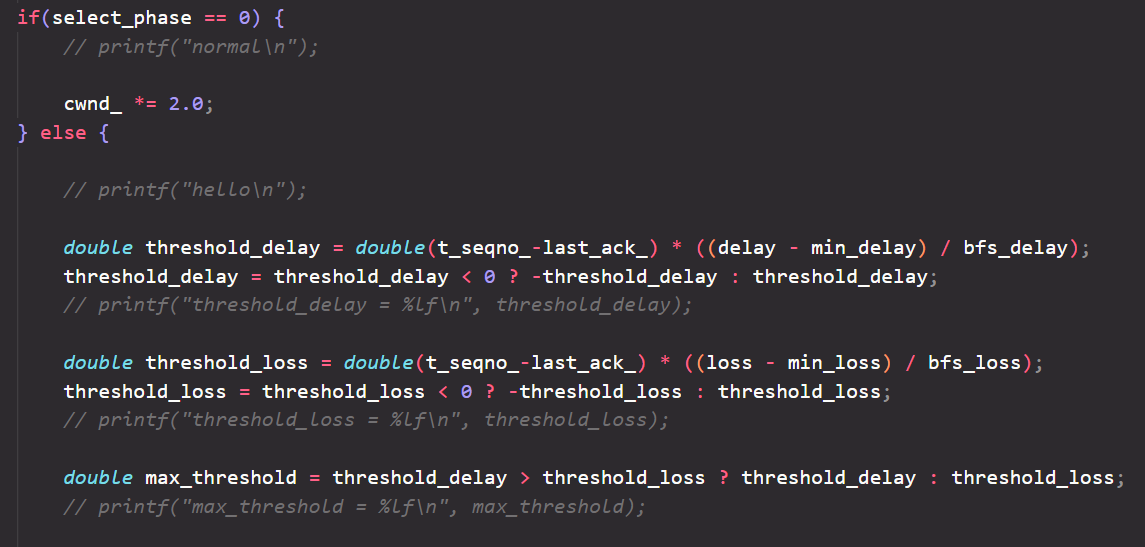 if(select_phase == 0) {
    // printf("normal\n");
    cwnd_ *= 2.0;
} else {
    // printf("hello\n");
    double threshold_delay = double(t_seqno_-last_ack_) * ((delay - min_delay) / bfs_delay);
    threshold_delay = threshold_delay < 0 ? -threshold_delay : threshold_delay;
    // printf("threshold_delay = %lf\n", threshold_delay);
    double threshold_loss = double(t_seqno_-last_ack_) * ((loss - min_loss) / bfs_loss);
    threshold_loss = threshold_loss < 0 ? -threshold_loss : threshold_loss;
    // printf("threshold_loss = %lf\n", threshold_loss);
    double max_threshold = threshold_delay > threshold_loss ? threshold_delay : threshold_loss;
    // printf("max_threshold = %lf\n", max_threshold);